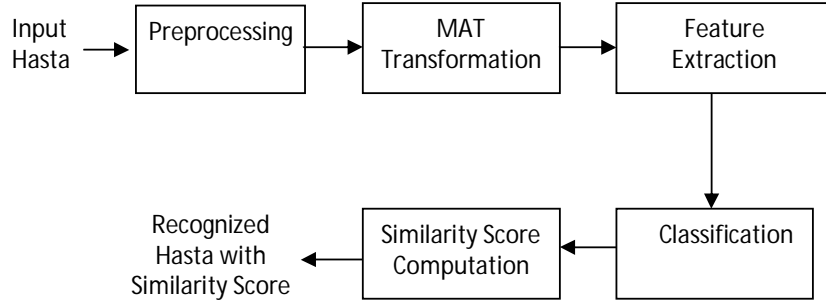 Input
Hasta
Preprocessing
MAT
Transformation
Feature
Extraction
Classification
Similarity Score
Computation
Recognized
Hasta with
Similarity Score